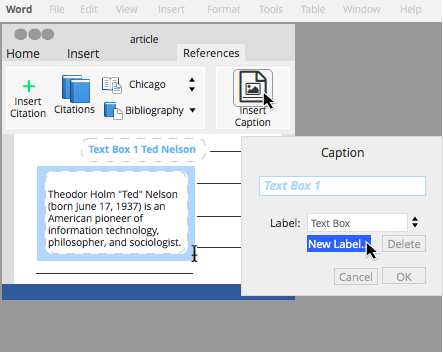 Word File Edit View Insert Format Tools Table Window Help
article
Home Insert References
Insert Citation
Citations
Chicago
Bibliography
Insert Caption
Text Box 1 Ted Nelson
Theodor Holm "Ted" Nelson
(born June 17, 1937) is an
American pioneer of
information technology,
philosopher, and sociologist.
Caption
Text Box 1
Label: Text Box
New Label... Delete
Cancel OK